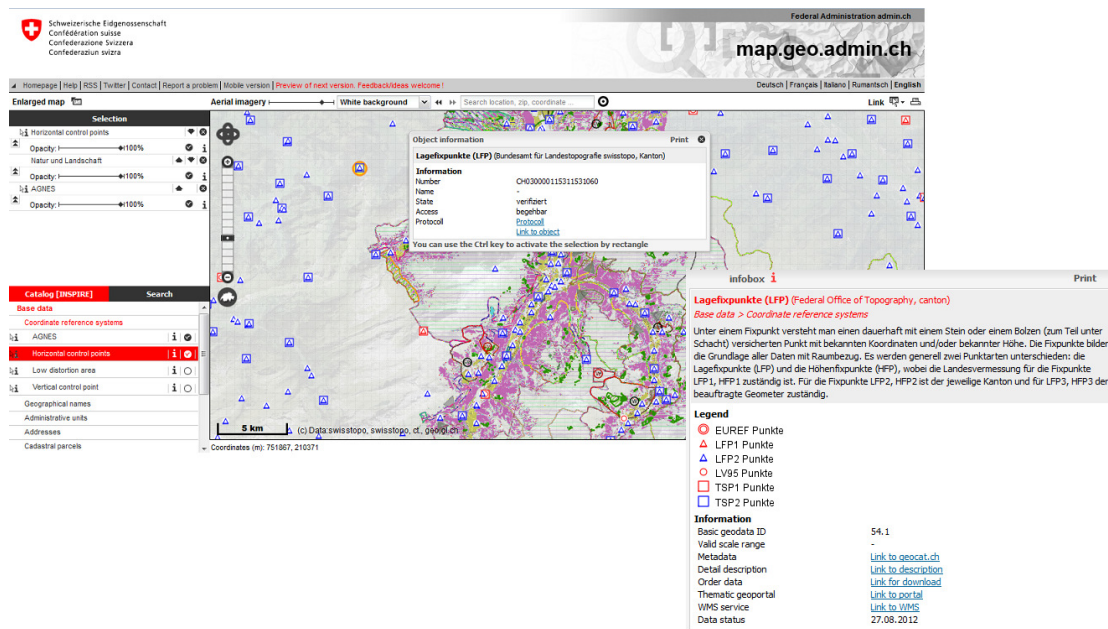 Schweizerische Eidgenossenschaft
Confédération suisse
Confederazione Svizzera
Confederaziun svizra
Federal Administration admin.ch
map.geo.admin.ch
Homepage | Help | RSS | Twitter | Contact | Report a problem | Mobile version | Preview of next version. Feedback/ideas welcome !
Deutsch | Français | Italiano | Rumantsch | English
Enlarged map
Aerial imagery
White background
Search location, zip, coordinate ...
Link
Selection
Horizontal control points
Opacity: 100%
Natur und Landschaft
Opacity: 100%
AGNES
Opacity: 100%
Object information Print
Lagefixpunkte (LFP) (Bundesamt für Landestopografie swisstopo, Kanton)
Information
Number CH030000115311531060
Name -
State verifiziert
Access begehbar
Protocoll Protocoll
Link to object
You can use the Ctrl key to activate the selection by rectangle
Catalog [INSPIRE] Search
Base data
Coordinate reference systems
AGNES
Horizontal control points
Low distortion area
Vertical control point
Geographical names
Administrative units
Addresses
Cadastral parcels
5 km
(c) Data:swisstopo, swisstopo, ct., geo.gl.ch
Coordinates (m): 751867, 210371
infobox i Print
Lagefixpunkte (LFP) (Federal Office of Topography, canton)
Base data > Coordinate reference systems
Unter einem Fixpunkt versteht man einen dauerhaft mit einem Stein oder einem Bolzen (zum Teil unter
Schacht) versicherten Punkt mit bekannten Koordinaten und/oder bekannter Höhe. Die Fixpunkte bilden
die Grundlage aller Daten mit Raumbezug. Es werden generell zwei Punktarten unterschieden: die
Lagefixpunkte (LFP) und die Höhenfixpunkte (HFP), wobei die Landesvermessung für die Fixpunkte
LFP1, HFP1 zuständig ist. Für die Fixpunkte LFP2, HFP2 ist der jeweilige Kanton und für LFP3, HFP3 der
beauftragte Geometer zuständig.
Legend
EUREF Punkte
LFP1 Punkte
LFP2 Punkte
LV95 Punkte
TSP1 Punkte
TSP2 Punkte
Information
Basic geodata ID 54.1
Valid scale range -
Metadata Link to geocat.ch
Detail description Link to description
Order data Link for download
Thematic geoportal Link to portal
WMS service Link to WMS
Data status 27.08.2012